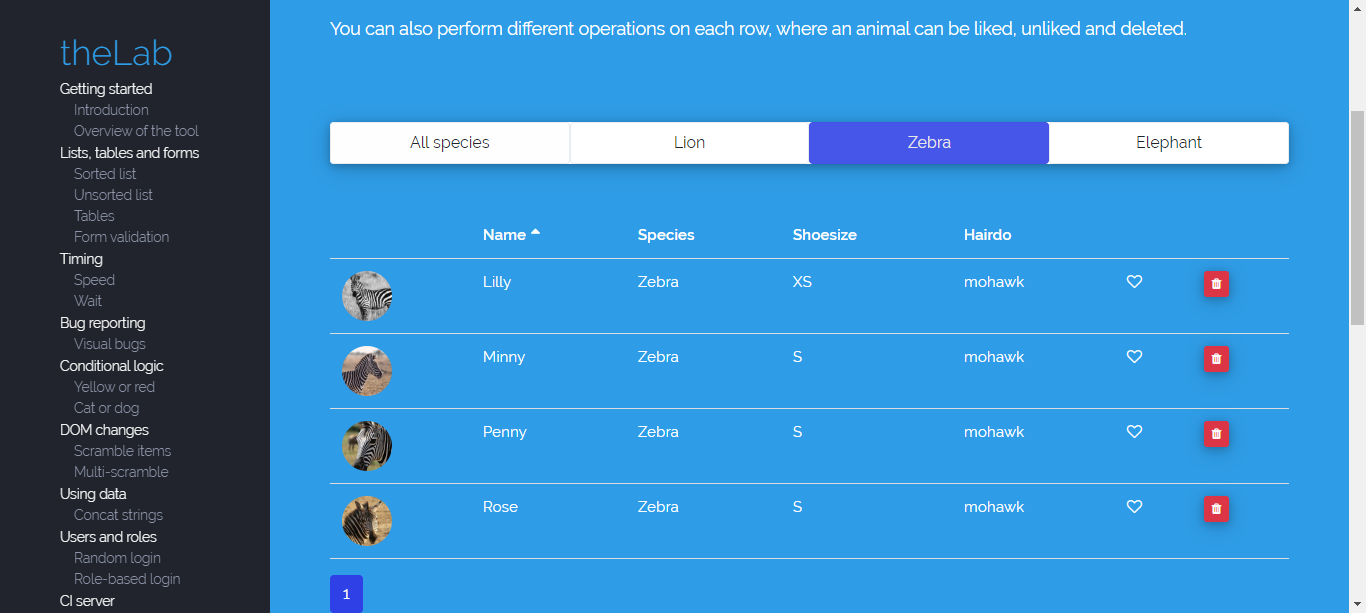 theLab
Getting started
Introduction
Overview of the tool
Lists, tables and forms
Sorted list
Unsorted list
Tables
Form validation
Timing
Speed
Wait
Bug reporting
Visual bugs
Conditional logic
Yellow or red
Cat or dog
DOM changes
Scramble items
Multi-scramble
Using data
Concat strings
Users and roles
Random login
Role-based login
CI server
You can also perform different operations on each row, where an animal can be liked, unliked and deleted.
All species Lion Zebra Elephant
Name Species Shoesize Hairdo
Lilly Zebra XS mohawk
Minny Zebra S mohawk
Penny Zebra S mohawk
Rose Zebra S mohawk
1